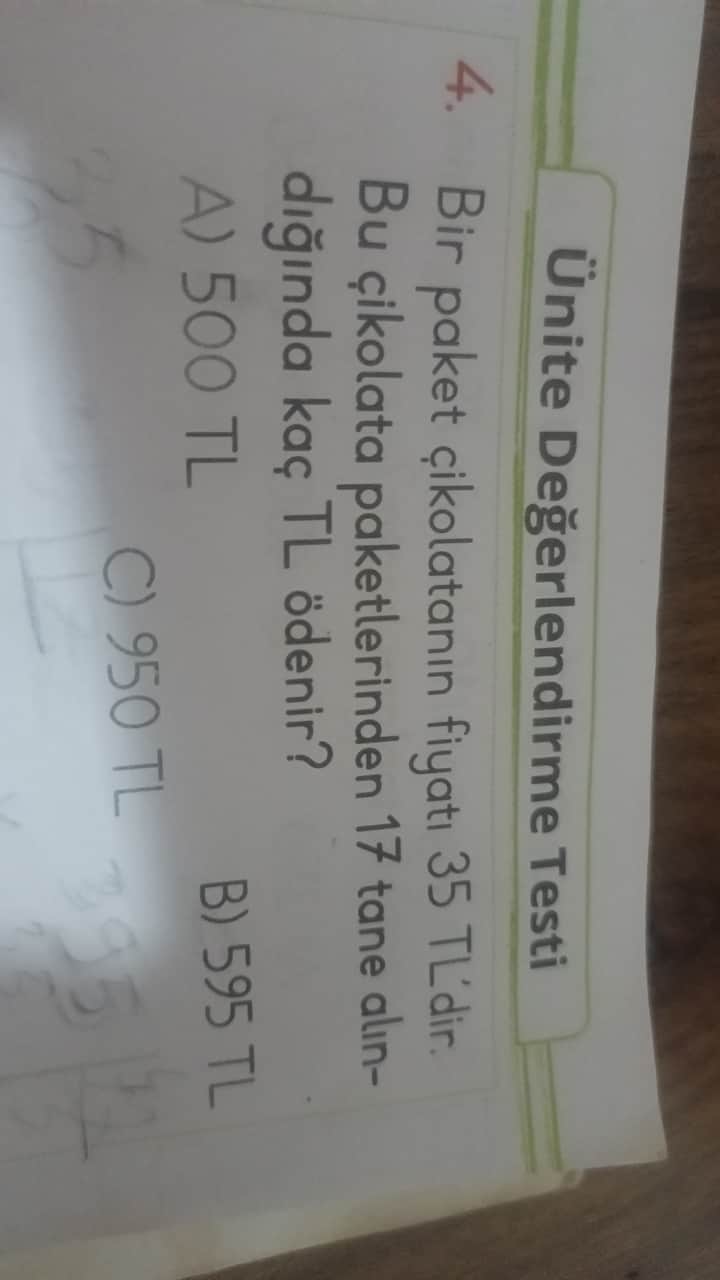 Ünite Değerlendirme Testi
4. Bir paket çikolatanın fiyatı 35 TL'dir.
Bu çikolata paketlerinden 17 tane alın-
dığında kaç TL ödenir?
A) 500 TL
B) 595 TL
C) 950 TL
35